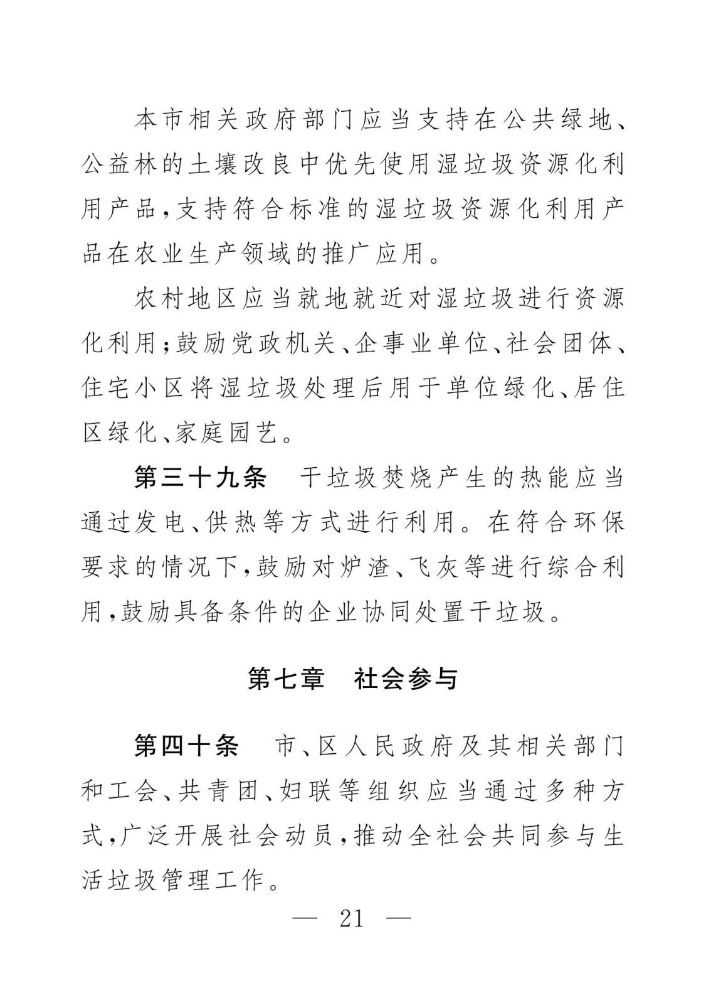 本市相关政府部门应当支持在公共绿地、
公益林的土壤改良中优先使用湿垃圾资源化利
用产品,支持符合标准的湿垃圾资源化利用产
品在农业生产领域的推广应用。
农村地区应当就地就近对湿垃圾进行资源
化利用;鼓励党政机关、企事业单位、社会团体、
住宅小区将湿垃圾处理后用于单位绿化、居住
区绿化、家庭园艺。
第三十九条　干垃圾焚烧产生的热能应当
通过发电、供热等方式进行利用。在符合环保
要求的情况下,鼓励对炉渣、飞灰等进行综合利
用,鼓励具备条件的企业协同处置干垃圾。
第七章　社会参与
第四十条　市、区人民政府及其相关部门
和工会、共青团、妇联等组织应当通过多种方
式,广泛开展社会动员,推动全社会共同参与生
活垃圾管理工作。
— 21 —